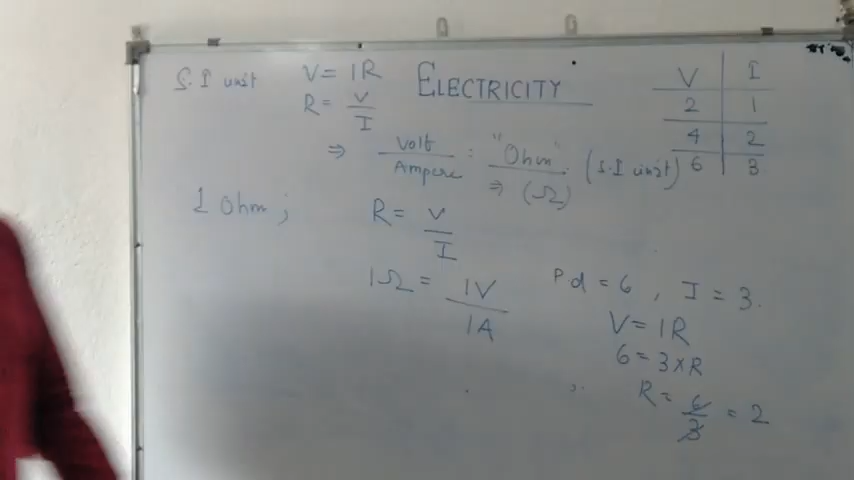 ELECTRICITY
S.I unit V = IR
R = V/I
⇒ Volt/Ampere = "Ohm" (S.I unit)
⇒ (Ω)
1 Ohm ;
R = V/I
1Ω = 1V/1A
V I
2 1
4 2
6 3
P.d = 6 , I = 3.
V = IR
6 = 3 x R
R = 6/3 = 2